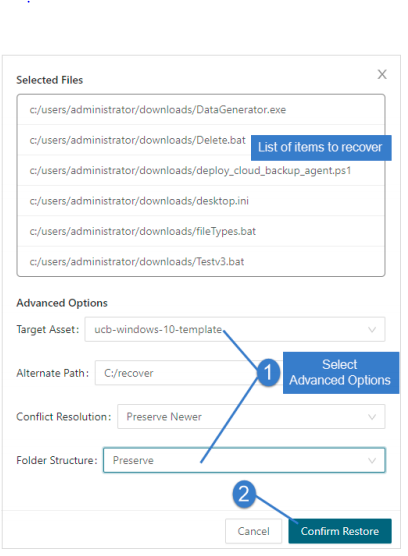 Selected Files
X
c:/users/administrator/downloads/DataGenerator.exe
c:/users/administrator/downloads/Delete.bat
List of items to recover
c:/users/administrator/downloads/deploy_cloud_backup_agent.ps1
c:/users/administrator/downloads/desktop.ini
c:/users/administrator/downloads/fileTypes.bat
c:/users/administrator/downloads/Testv3.bat
Advanced Options
Target Asset: ucb-windows-10-template
Alternate Path: C:/recover
1
Select
Advanced Options
Conflict Resolution: Preserve Newer
Folder Structure: Preserve
2
Cancel Confirm Restore